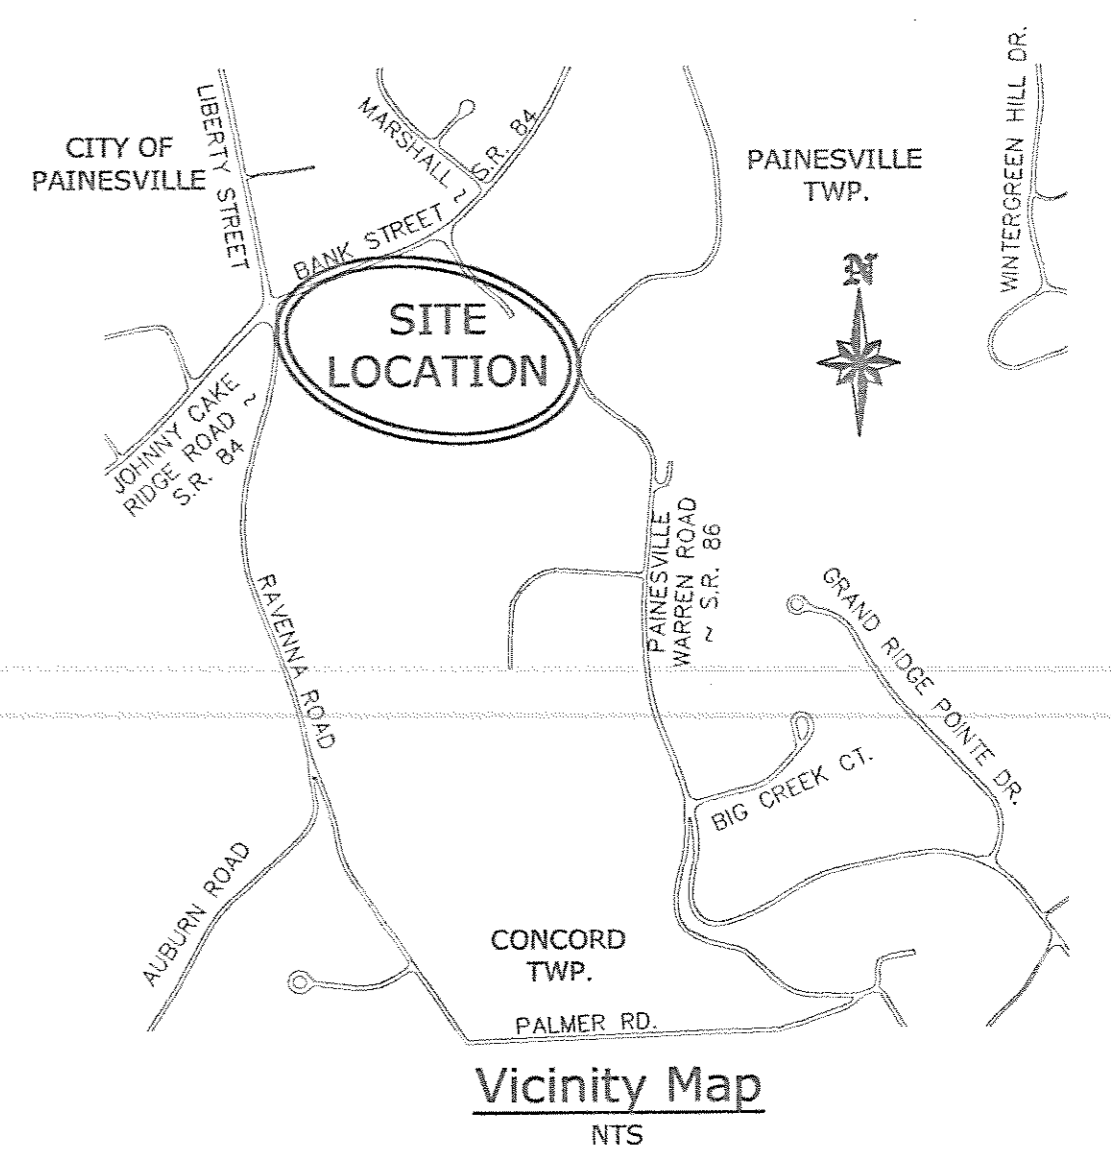 LIBERTY STREET
MARSHALL ~
S.R. 84
WINTERGREEN HILL DR.
CITY OF
PAINESVILLE
PAINESVILLE
TWP.
BANK STREET
N
SITE
LOCATION
JOHNNY CAKE
RIDGE ROAD ~
S.R. 84
PAINESVILLE
WARREN ROAD
~ S.R. 86
RAVENNA ROAD
GRAND RIDGE POINTE DR.
BIG CREEK CT.
AUBURN ROAD
CONCORD
TWP.
PALMER RD.
Vicinity Map
NTS